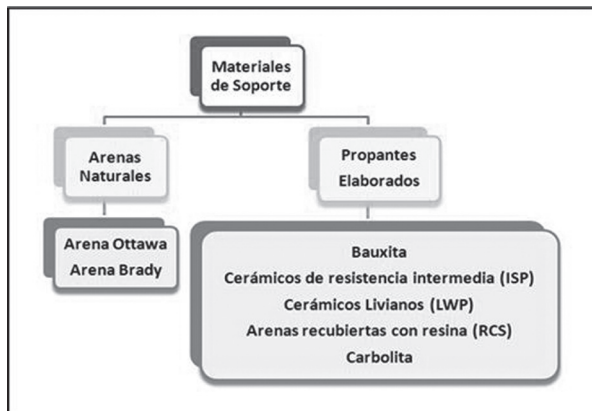 Materiales
de Soporte
Arenas
Naturales
Propantes
Elaborados
Arena Ottawa
Arena Brady
Bauxita
Cerámicos de resistencia intermedia (ISP)
Cerámicos Livianos (LWP)
Arenas recubiertas con resina (RCS)
Carbolita